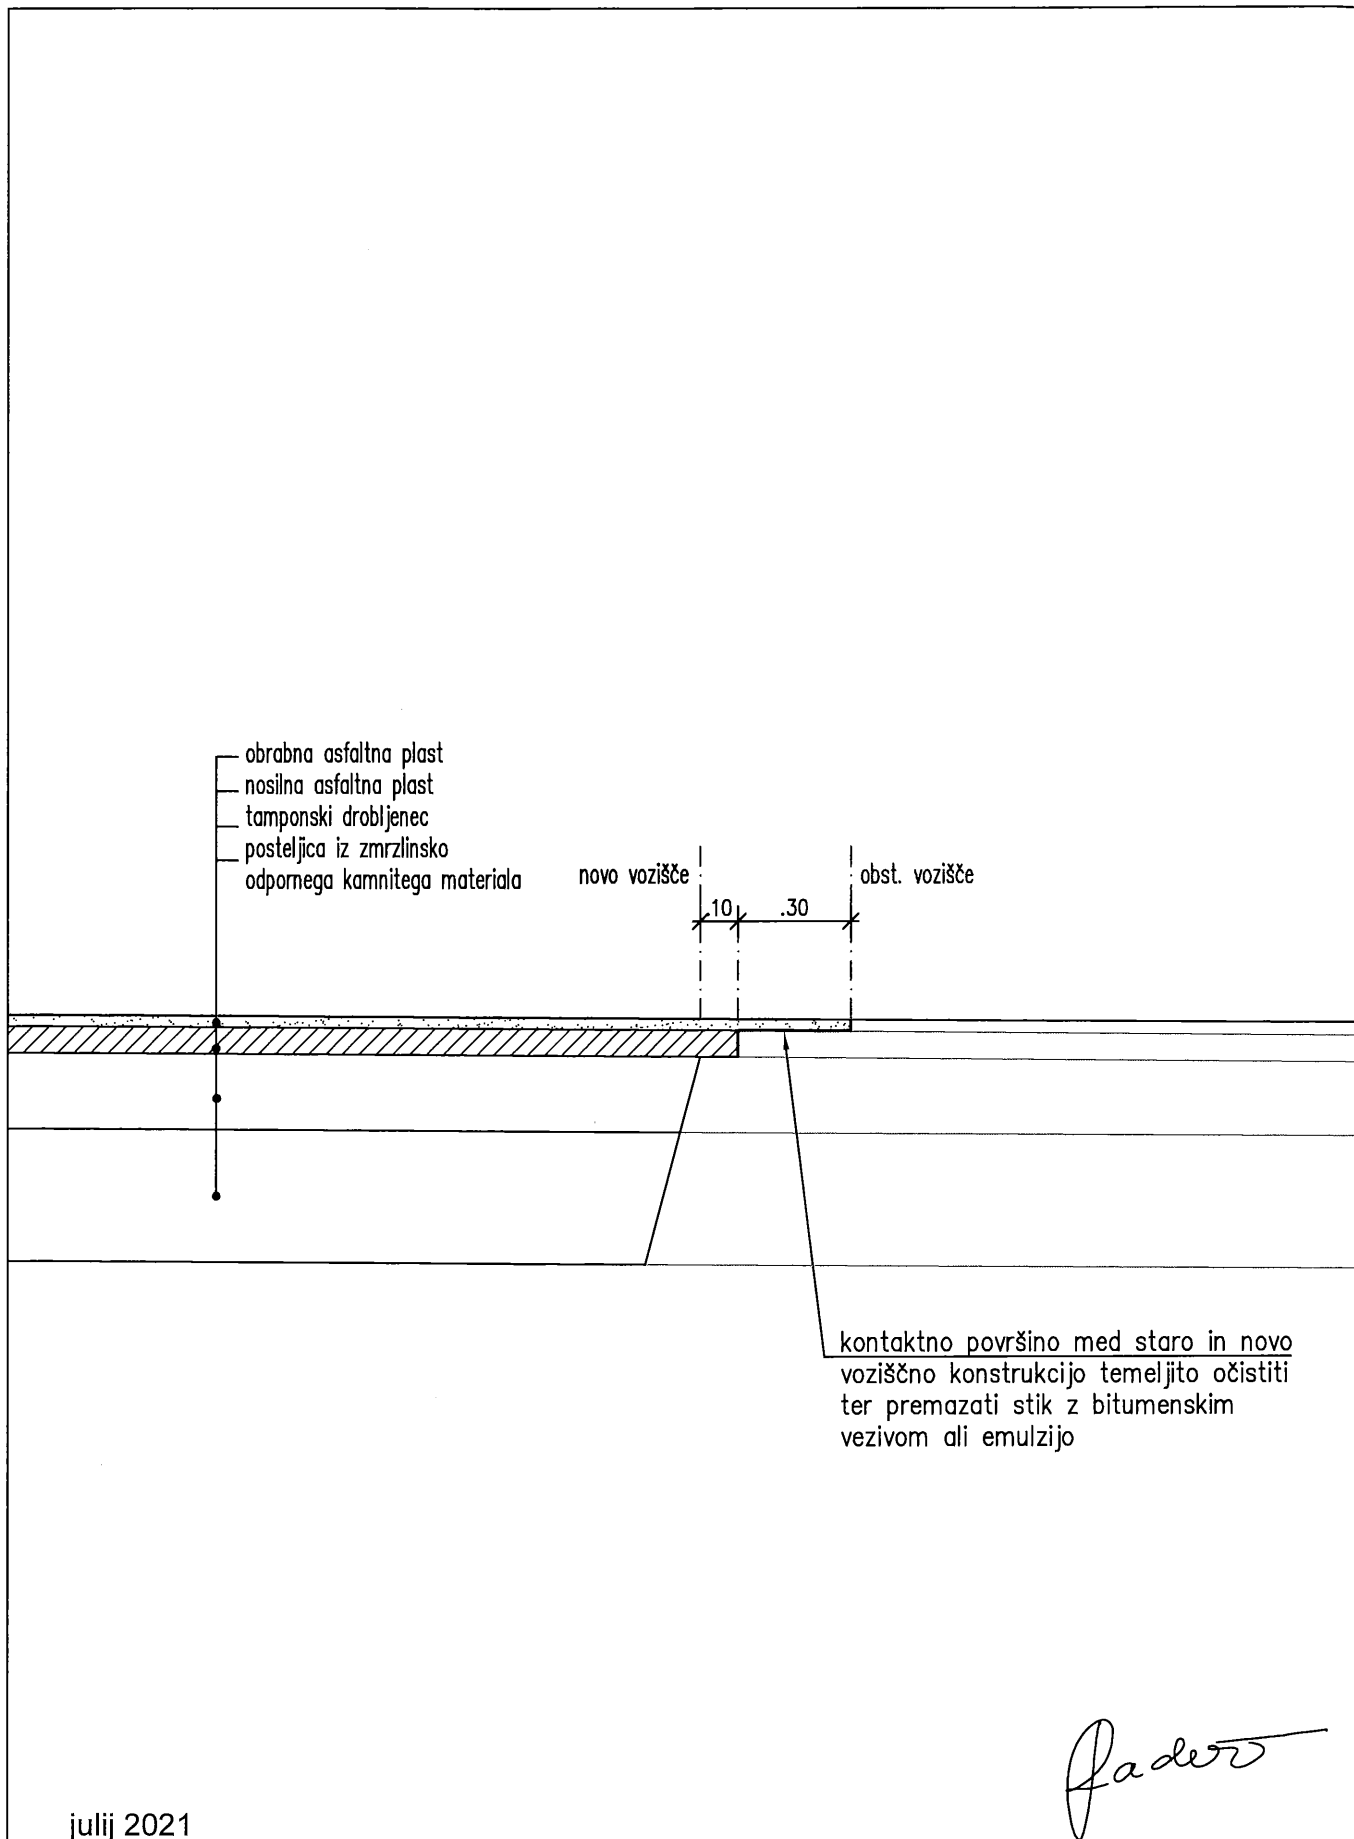 obrabna asfaltna plast
nosilna asfaltna plast
tamponski drobljenec
posteljica iz zmrzlinsko
odpornega kamnitega materiala
novo vozišče
obst. vozišče
.10
.30
kontaktno površino med staro in novo
voziščno konstrukcijo temeljito očistiti
ter premazati stik z bitumenskim
vezivom ali emulzijo
julij 2021